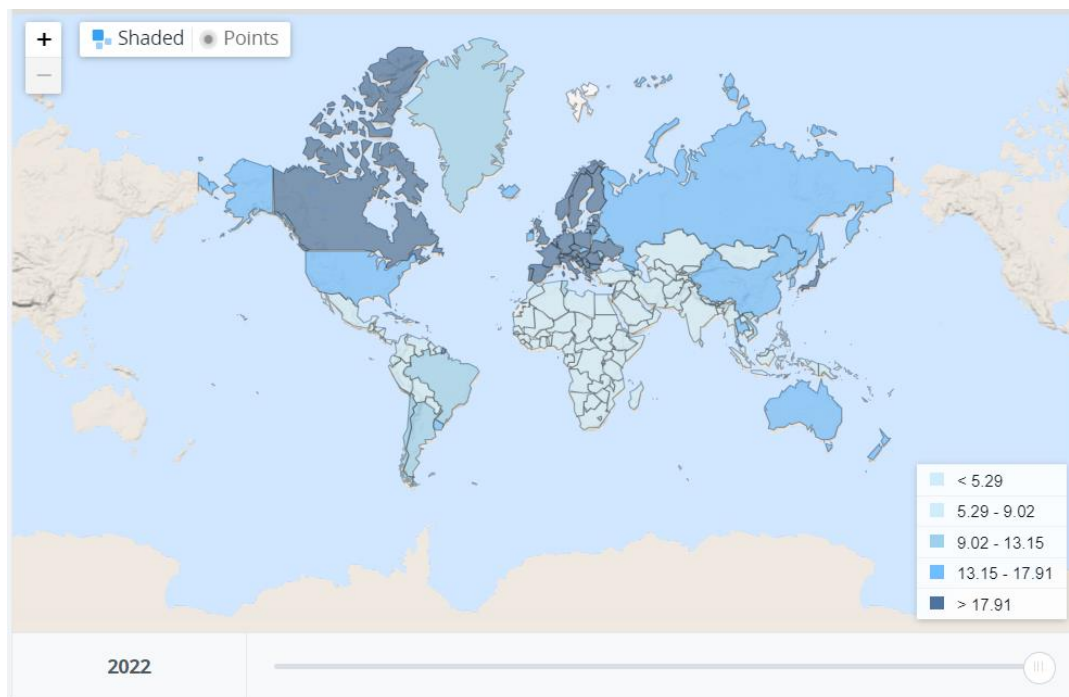 +
Shaded
Points
−
< 5.29
5.29 - 9.02
9.02 - 13.15
13.15 - 17.91
> 17.91
2022